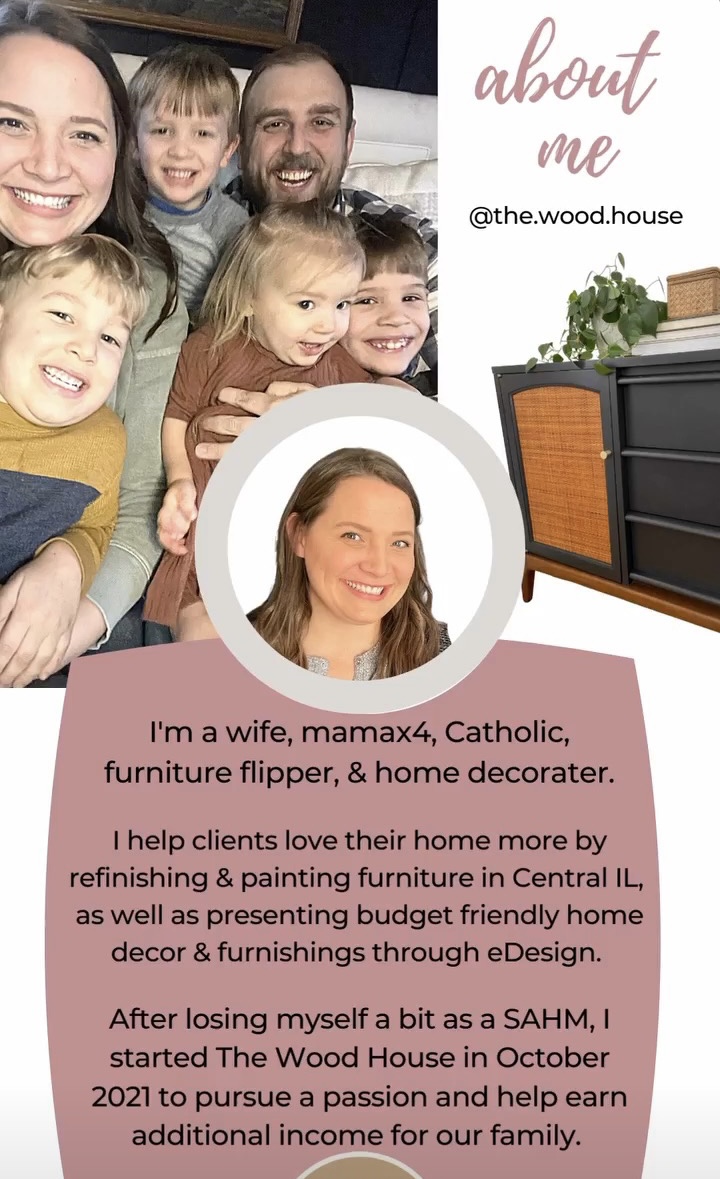 about
me
@the.wood.house
I'm a wife, mamax4, Catholic,
furniture flipper, & home decorater.
I help clients love their home more by
refinishing & painting furniture in Central IL,
as well as presenting budget friendly home
decor & furnishings through eDesign.
After losing myself a bit as a SAHM, I
started The Wood House in October
2021 to pursue a passion and help earn
additional income for our family.